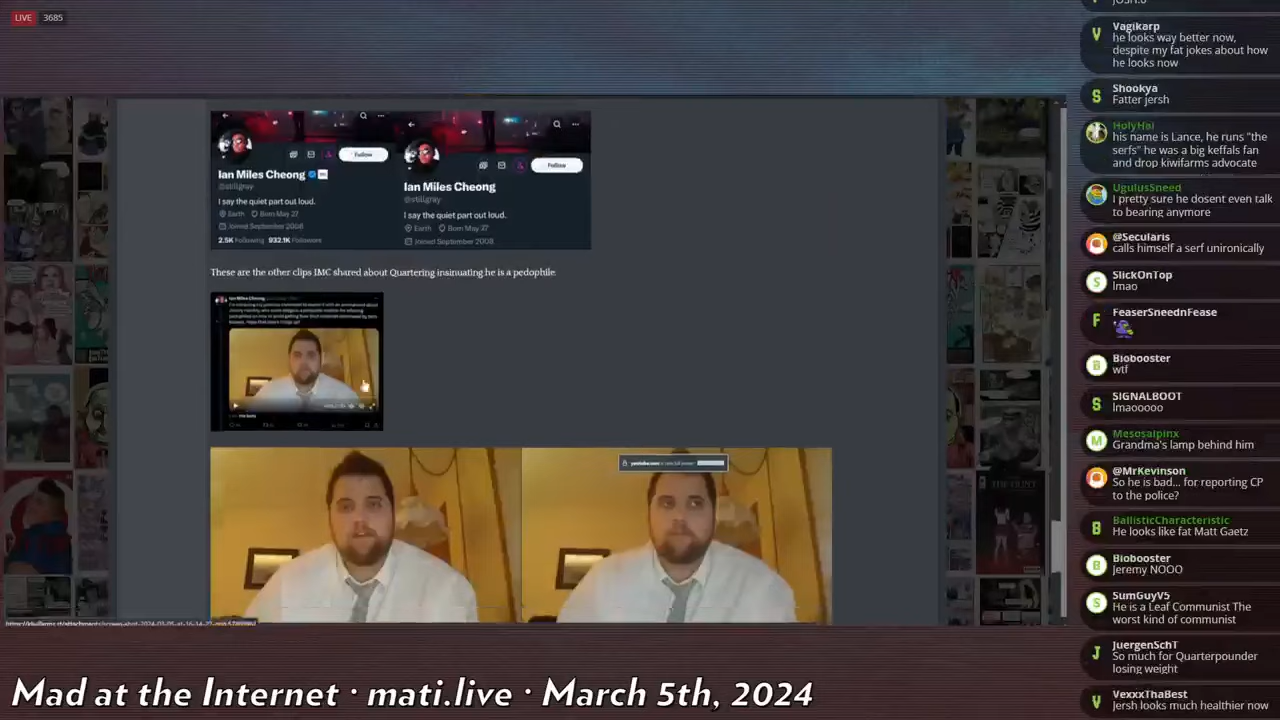 LIVE 3685
Ian Miles Cheong
@stillgray
I say the quiet part out loud.
Earth Born May 27
Joined September 2008
2.5K Following 932.1K Followers
Follow
Ian Miles Cheong
@stillgray
I say the quiet part out loud.
Earth Born May 27
Joined September 2008
Follow
These are the other clips IMC shared about Quartering insinuating he is a pedophile.
Mad at the Internet · mati.live · March 5th, 2024
JOSH.0
Vagikarp
he looks way better now,
despite my fat jokes about how
he looks now
Shookya
Fatter jersh
HolyHai
his name is Lance, he runs "the
serfs" he was a big keffals fan
and drop kiwifarms advocate
UgulusSneed
I pretty sure he dosent even talk
to bearing anymore
@Secularis
calls himself a serf unironically
SlickOnTop
lmao
FeaserSneedinFease
Biobooster
wtf
SIGNALBOOT
lmaooooo
Mesosalpinx
Grandma's lamp behind him
@MrKevinson
So he is bad... for reporting CP
to the police?
BallisticCharacteristic
He looks like fat Matt Gaetz
Biobooster
Jeremy NOOO
SumGuyV5
He is a Leaf Communist The
worst kind of communist
JuergenSchT
So much for Quarterpounder
losing weight
VexxxThaBest
Jersh looks much healthier now